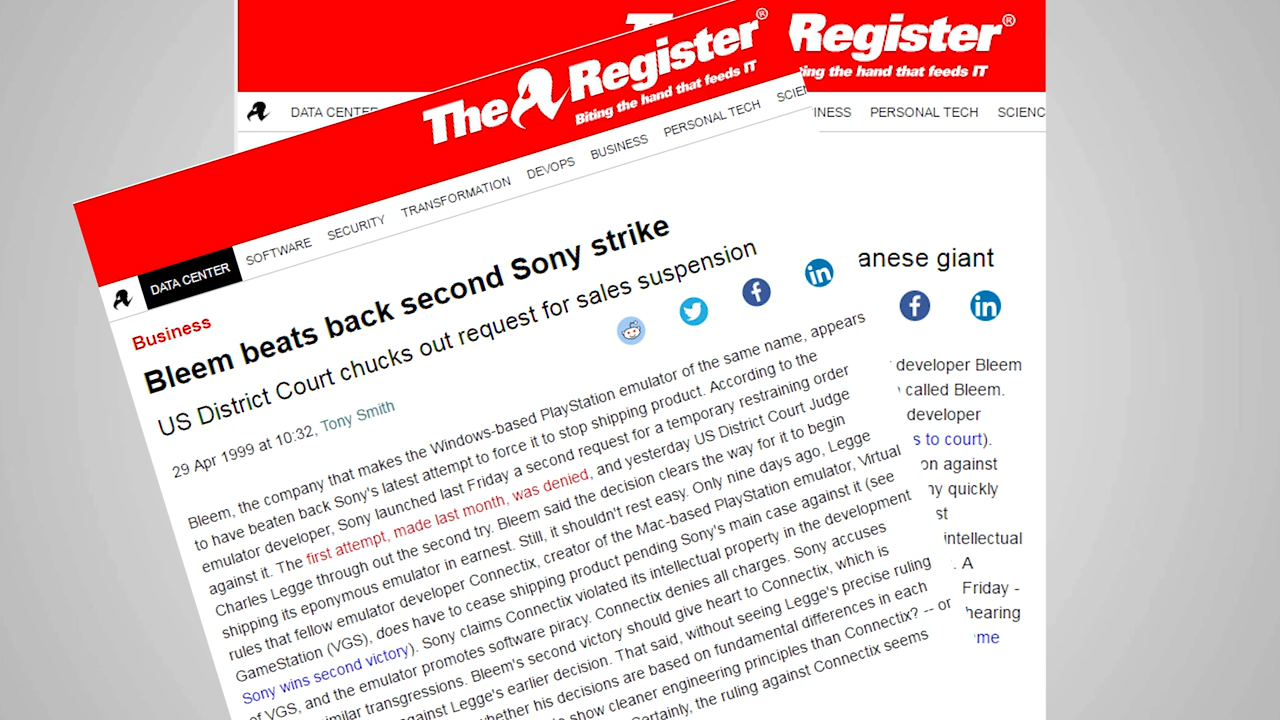 The Register®
Biting the hand that feeds IT
DATA CENTER SOFTWARE SECURITY TRANSFORMATION DEVOPS BUSINESS PERSONAL TECH
Business
Bleem beats back second Sony strike
US District Court chucks out request for sales suspension
29 Apr 1999 at 10:32, Tony Smith
Bleem, the company that makes the Windows-based PlayStation emulator of the same name, appears
to have beaten back Sony's latest attempt to force it to stop shipping product. According to the
emulator developer, Sony launched last Friday a second request for a temporary restraining order
against it. The first attempt, made last month, was denied, and yesterday US District Court Judge
Charles Legge through out the second try. Bleem said the decision clears the way for it to begin
shipping its eponymous emulator in earnest. Still, it shouldn't rest easy. Only nine days ago, Legge
rules that fellow emulator developer Connectix, creator of the Mac-based PlayStation emulator, Virtual
GameStation (VGS), does have to cease shipping product pending Sony's main case against it (see
Sony wins second victory). Sony claims Connectix violated its intellectual property in the development
of VGS, and the emulator promotes software piracy. Connectix denies all charges. Sony accuses
similar transgressions. Bleem's second victory should give heart to Connectix, which is
against Legge's earlier decision. That said, without seeing Legge's precise ruling
whether his decisions are based on fundamental differences in each
show cleaner engineering principles than Connectix? -- or
Certainly, the ruling against Connectix seems
Register®
the hand that feeds IT
DATA CENTER
PERSONAL TECH
giant
developer Bleem
called Bleem.
developer
s to court).
against
quickly
intellectual
. A
Friday -
hearing